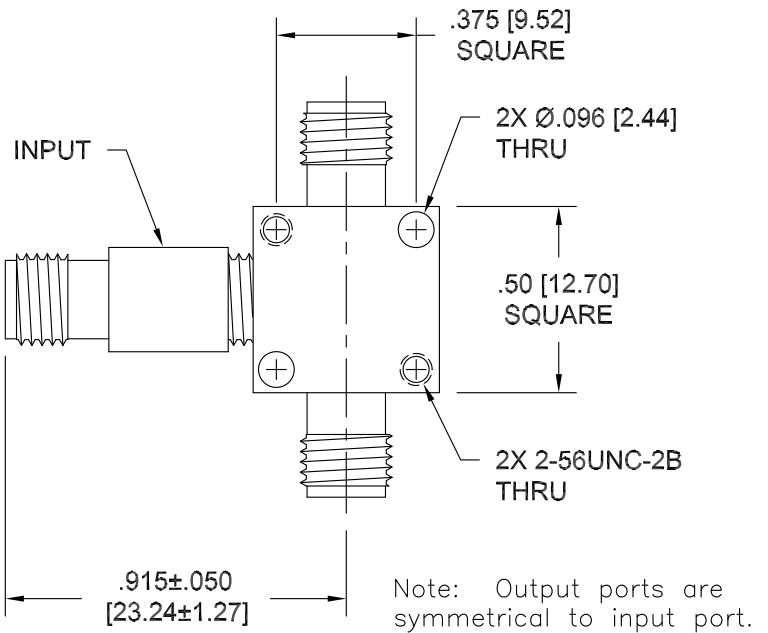 .375 [9.52]
SQUARE
2X Ø.096 [2.44]
THRU
INPUT
.50 [12.70]
SQUARE
2X 2-56UNC-2B
THRU
.915±.050
[23.24±1.27]
Note: Output ports are
symmetrical to input port.